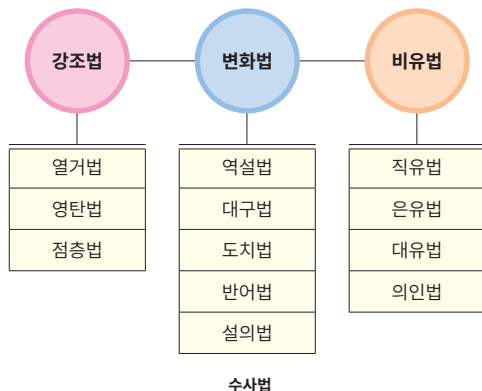 강조법
변화법
비유법
열거법
역설법
직유법
영탄법
대구법
은유법
점층법
도치법
대유법
반어법
의인법
설의법
수사법